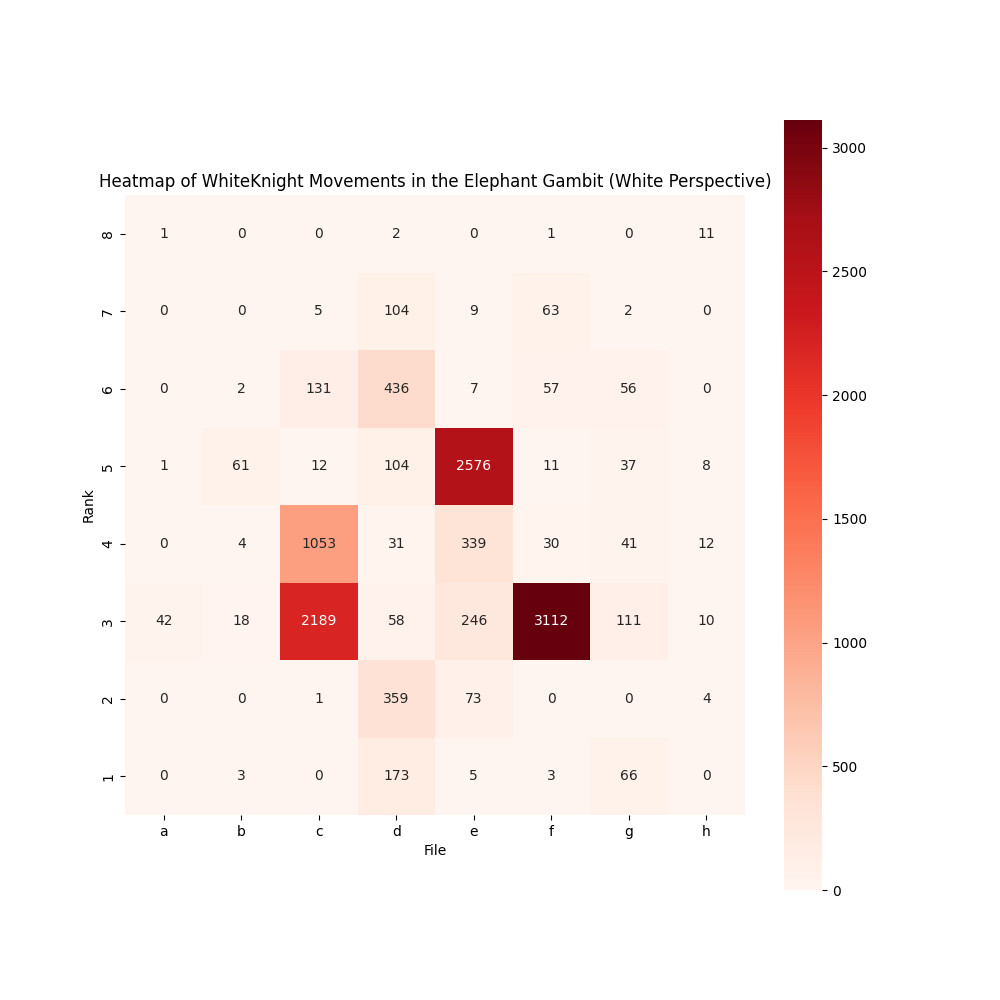 Heatmap of WhiteKnight Movements in the Elephant Gambit (White Perspective)
8 1 0 0 2 0 1 0 11
7 0 0 5 104 9 63 2 0
6 0 2 131 436 7 57 56 0
5 1 61 12 104 2576 11 37 8
Rank
4 0 4 1053 31 339 30 41 12
3 42 18 2189 58 246 3112 111 10
2 0 0 1 359 73 0 0 4
1 0 3 0 173 5 3 66 0
a b c d e f g h
File
3000
2500
2000
1500
1000
500
0